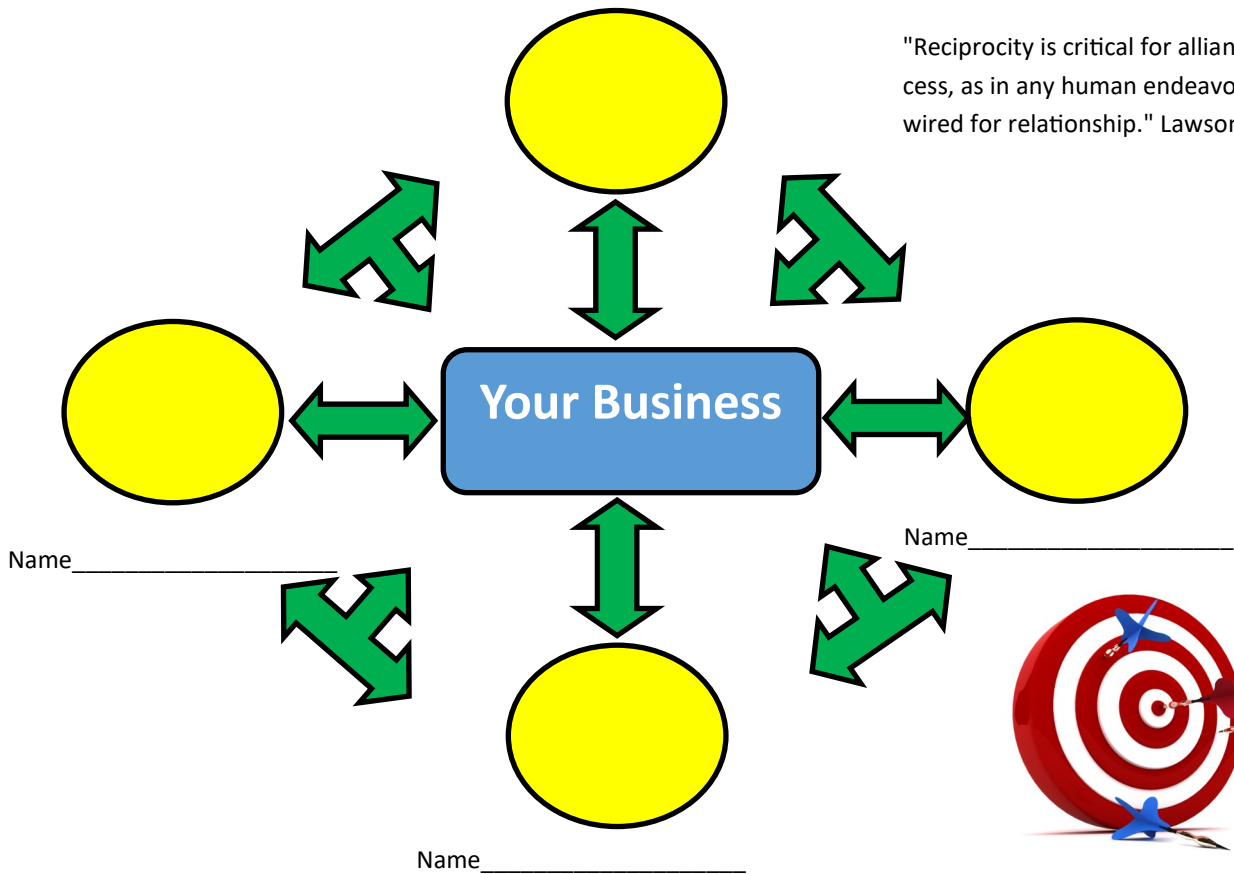 "Reciprocity is critical for allian
cess, as in any human endeavo
wired for relationship." Lawson
Your Business
Name____________________
Name____________________
Name____________________